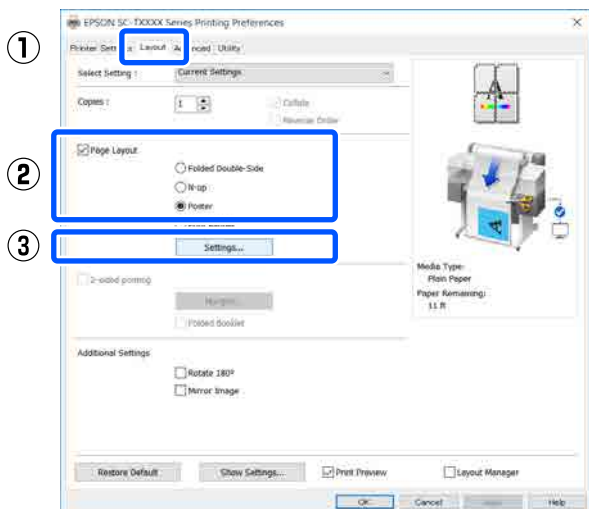 EPSON SC-TXXXX Series Printing Preferences
①
Layout Utility
Select Setting : Current Settings
Copies : 1 Collate
Reverse Order
②
Page Layout
Folded Double-Side
N-up
Poster
③
Settings...
2-sided printing
Margins...
Folded Booklet
Media Type:
Plain Paper
Paper Remaining:
11 ft
Additional Settings
Rotate 180°
Mirror Image
Restore Default Show Settings... Print Preview Layout Manager
OK Cancel Help